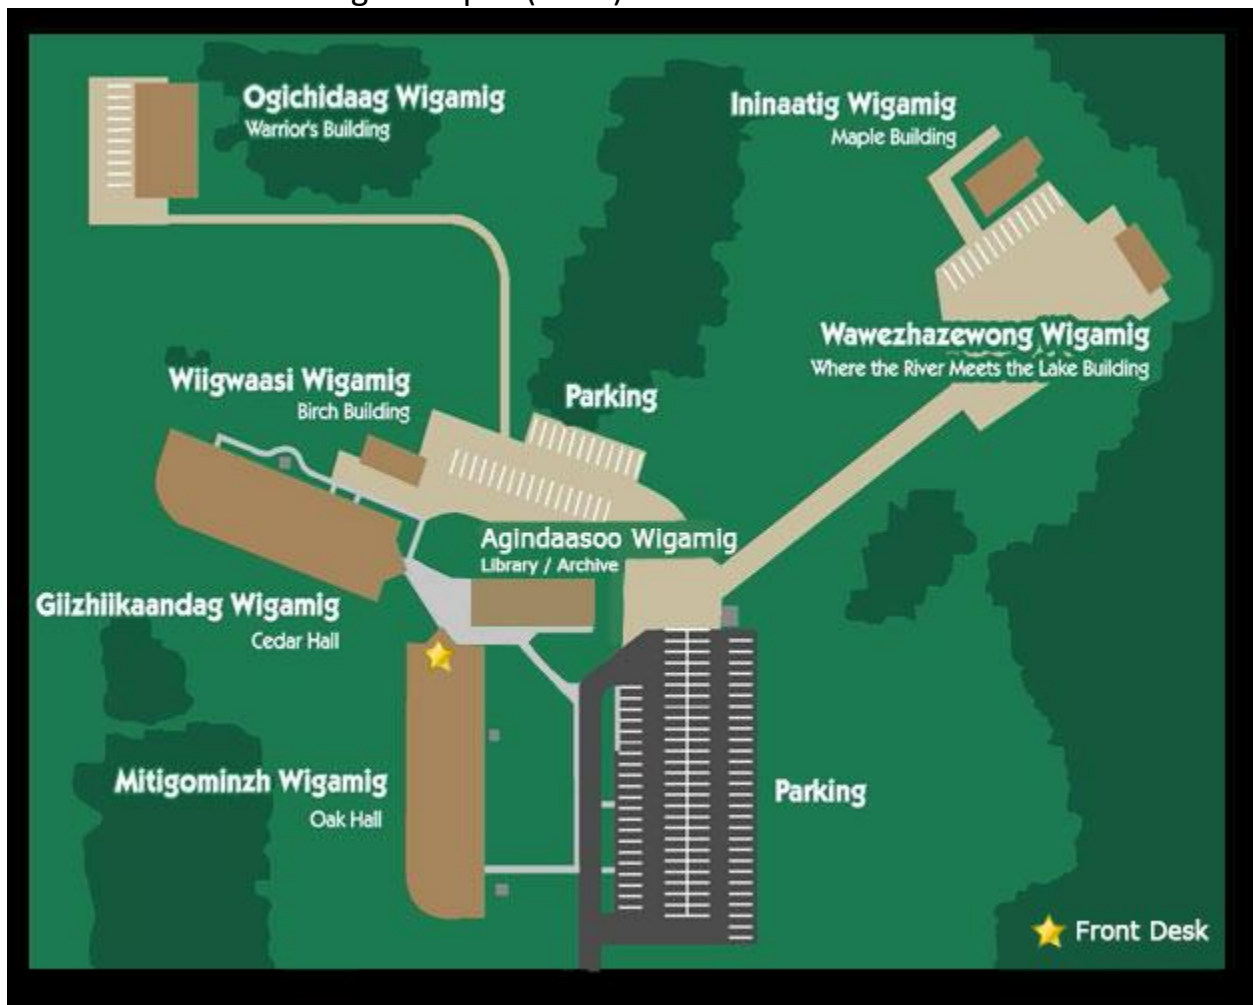 Ogichidaag Wigamig
Warrior's Building
Ininaatig Wigamig
Maple Building
Wawezhazewong Wigamig
Where the River Meets the Lake Building
Wiigwaasi Wigamig
Birch Building
Parking
Agindaasoo Wigamig
Library / Archive
Giizhiikaandag Wigamig
Cedar Hall
Mitigominzh Wigamig
Oak Hall
Parking
Front Desk